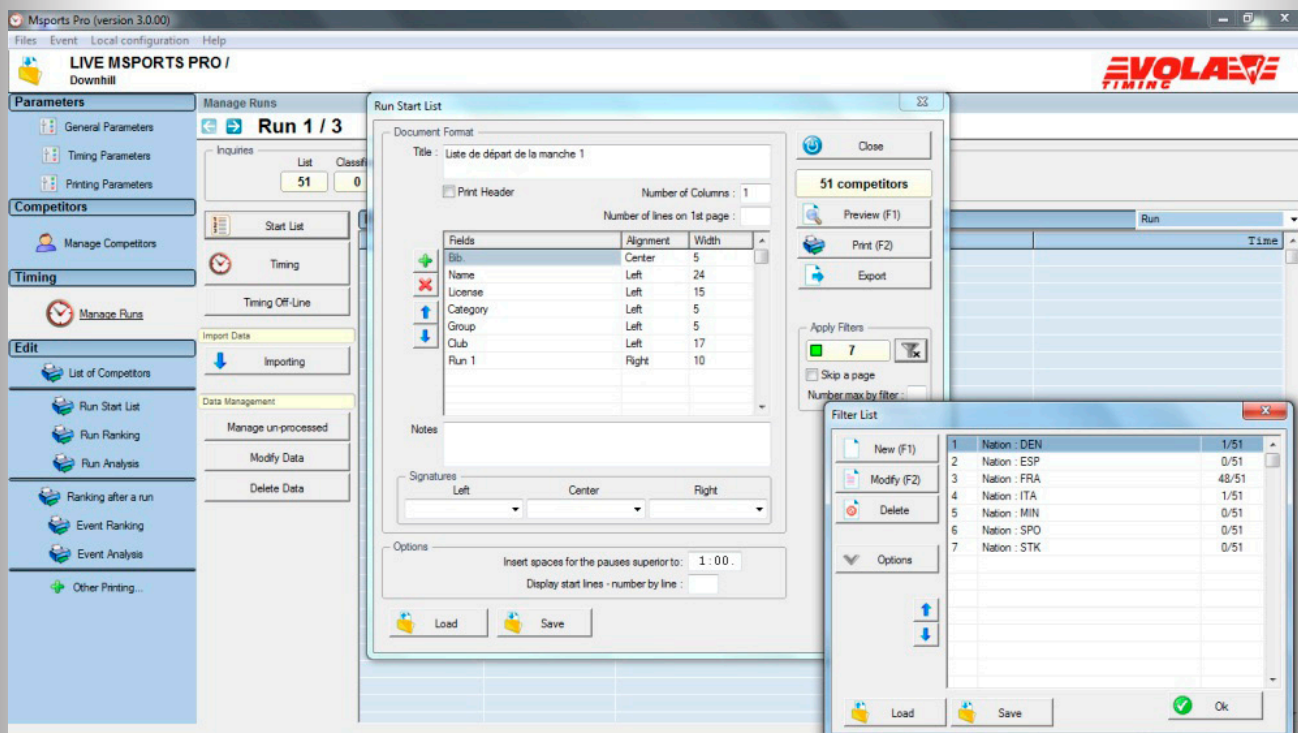 Msports Pro (version 3.0.00)
Files Event Local configuration Help
LIVE MSPORTS PRO /
Downhill
VOLA
TIMING
Parameters
General Parameters
Timing Parameters
Printing Parameters
Competitors
Manage Competitors
Timing
Manage Runs
Edit
List of Competitors
Run Start List
Run Ranking
Run Analysis
Ranking after a run
Event Ranking
Event Analysis
Other Printing...
Manage Runs
Run 1 / 3
Inquiries
List Classifi
51 0
Start List
Timing
Timing Off-Line
Import Data
Importing
Data Management
Manage un-processed
Modify Data
Delete Data
Run
Time
Run Start List
Document Format
Title : Liste de départ de la manche 1
Print Header Number of Columns : 1
Number of lines on 1st page :
Fields Alignment Width
Bib. Center 5
Name Left 24
License Left 15
Category Left 5
Group Left 5
Club Left 17
Run 1 Right 10
Notes
Signatures
Left Center Right
Options
Insert spaces for the pauses superior to: 1:00.
Display start lines - number by line :
Load Save
Close
51 competitors
Preview (F1)
Print (F2)
Export
Apply Filters
7
Skip a page
Number max by filter :
Filter List
New (F1)
Modify (F2)
Delete
Options
1 Nation : DEN 1/51
2 Nation : ESP 0/51
3 Nation : FRA 48/51
4 Nation : ITA 1/51
5 Nation : MIN 0/51
6 Nation : SPO 0/51
7 Nation : STK 0/51
Load Save Ok